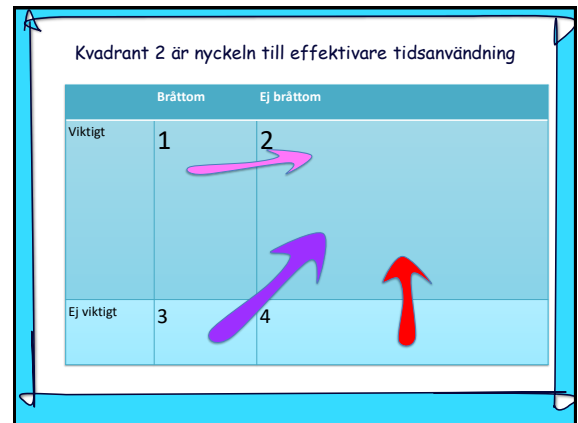 Kvadrant 2 är nyckeln till effektivare tidsanvändning
Bråttom Ej bråttom
Viktigt 1 2
Ej viktigt 3 4